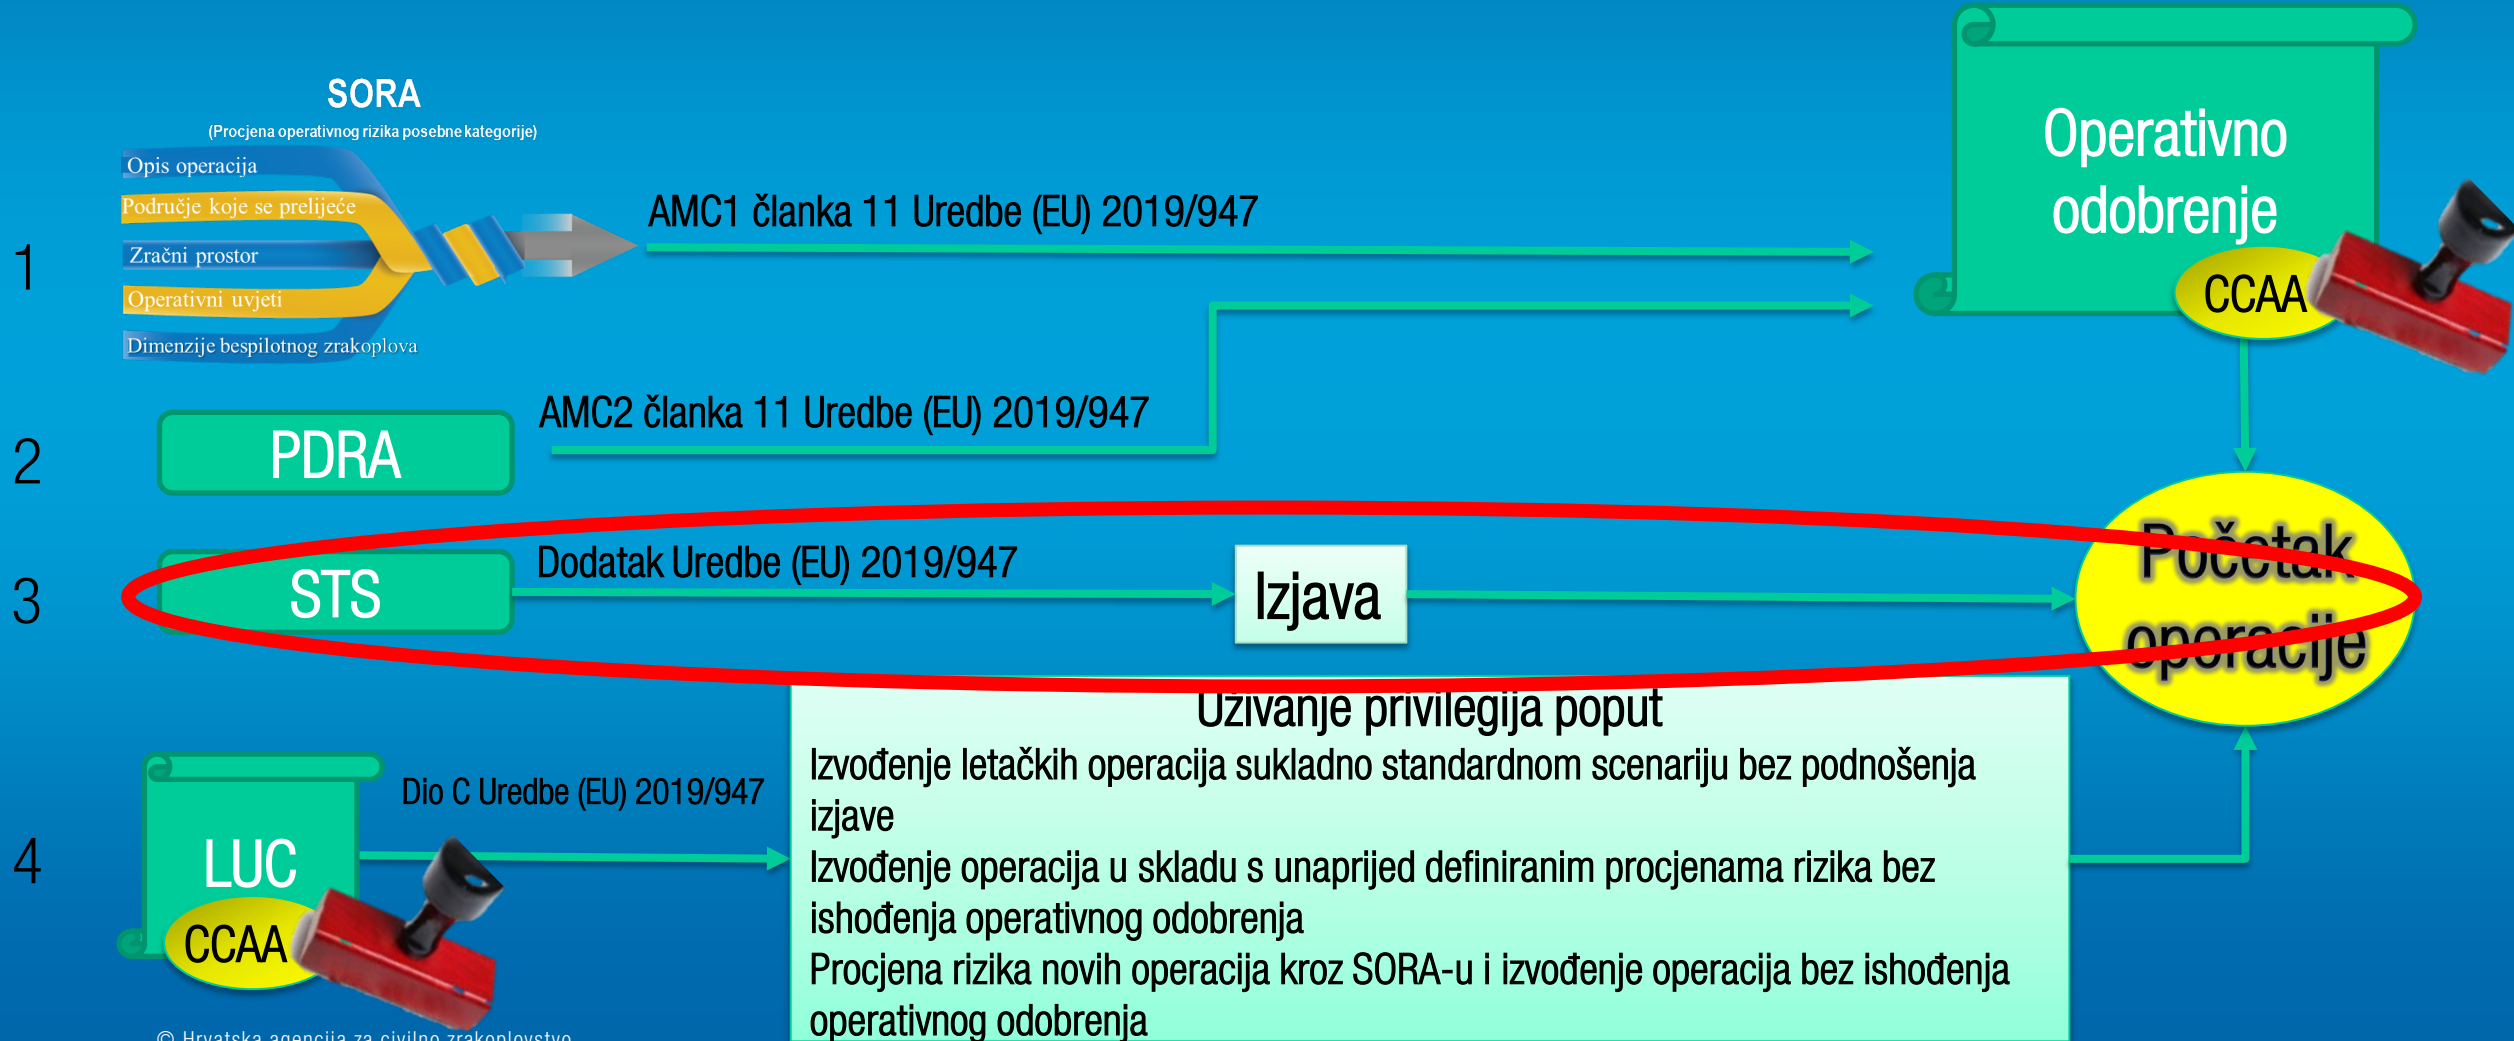 SORA
(Procjena operativnog rizika posebne kategorije)
Opis operacija
Područje koje se prelijeće
Zračni prostor
Operativni uvjeti
Dimenzije bespilotnog zrakoplova
1
AMC1 članka 11 Uredbe (EU) 2019/947
Operativno
odobrenje
CCAA
2
PDRA
AMC2 članka 11 Uredbe (EU) 2019/947
3
STS
Dodatak Uredbe (EU) 2019/947
Izjava
Početak
operacije
4
LUC
CCAA
Dio C Uredbe (EU) 2019/947
Uživanje privilegija poput
Izvođenje letačkih operacija sukladno standardnom scenariju bez podnošenja
izjave
Izvođenje operacija u skladu s unaprijed definiranim procjenama rizika bez
ishođenja operativnog odobrenja
Procjena rizika novih operacija kroz SORA-u i izvođenje operacija bez ishođenja
operativnog odobrenja
© Hrvatska agencija za civilno zrakoplovstvo